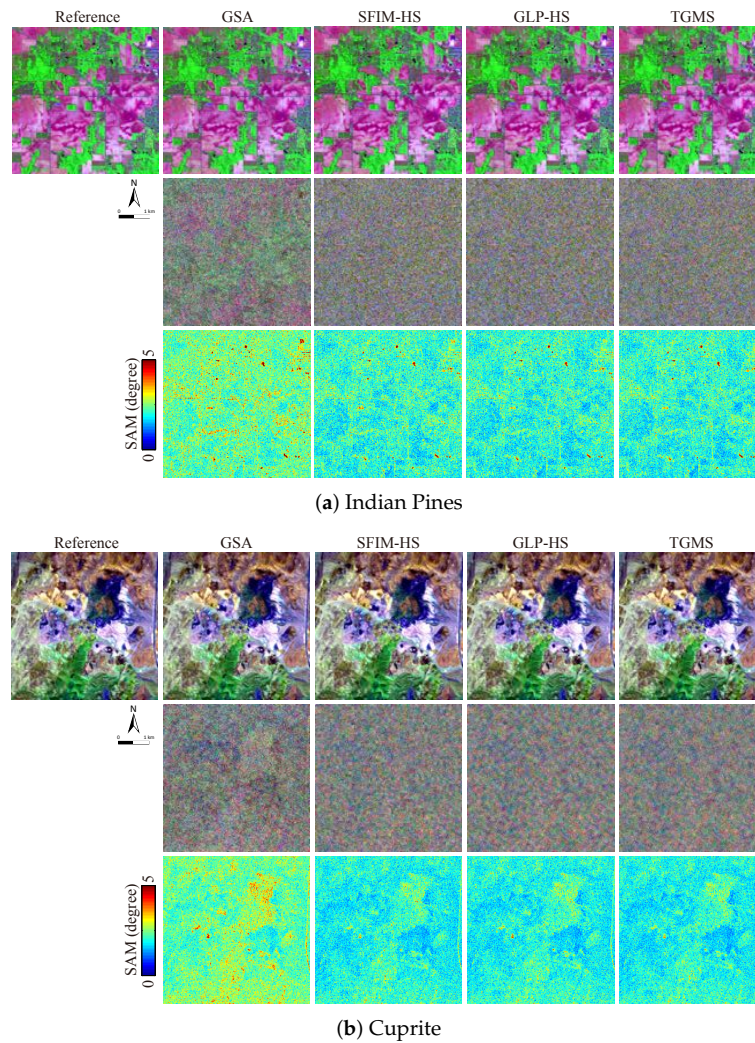 Reference GSA SFIM-HS GLP-HS TGMS
N
0 1 km
SAM (degree)
5
0
(a) Indian Pines
Reference GSA SFIM-HS GLP-HS TGMS
N
0 1 km
SAM (degree)
5
0
(b) Cuprite